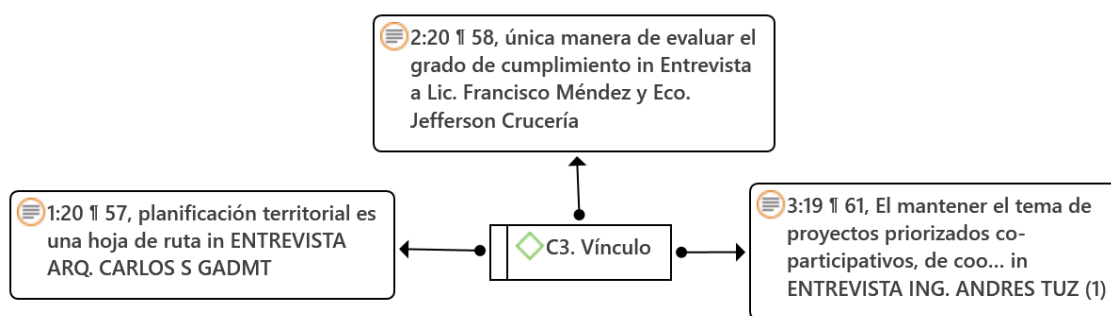 2:20 ¶ 58, única manera de evaluar el
grado de cumplimiento in Entrevista
a Lic. Francisco Méndez y Eco.
Jefferson Crucería
1:20 ¶ 57, planificación territorial es
una hoja de ruta in ENTREVISTA
ARQ. CARLOS S GADMT
C3. Vínculo
3:19 ¶ 61, El mantener el tema de
proyectos priorizados co-
participativos, de coo... in
ENTREVISTA ING. ANDRES TUZ (1)